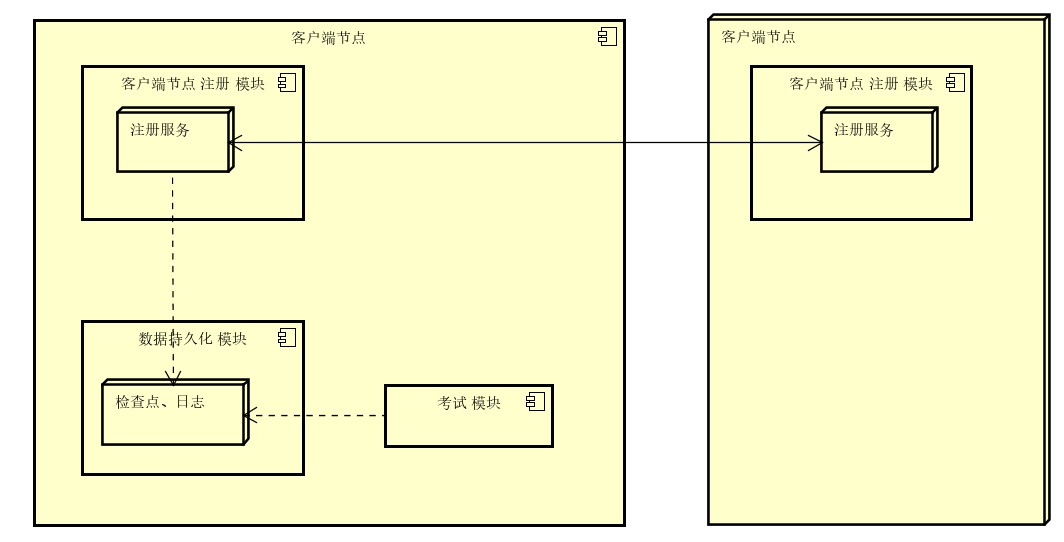 客户端节点
客户端节点 注册 模块
注册服务
数据持久化 模块
检查点、日志
考试 模块
客户端节点
客户端节点 注册 模块
注册服务